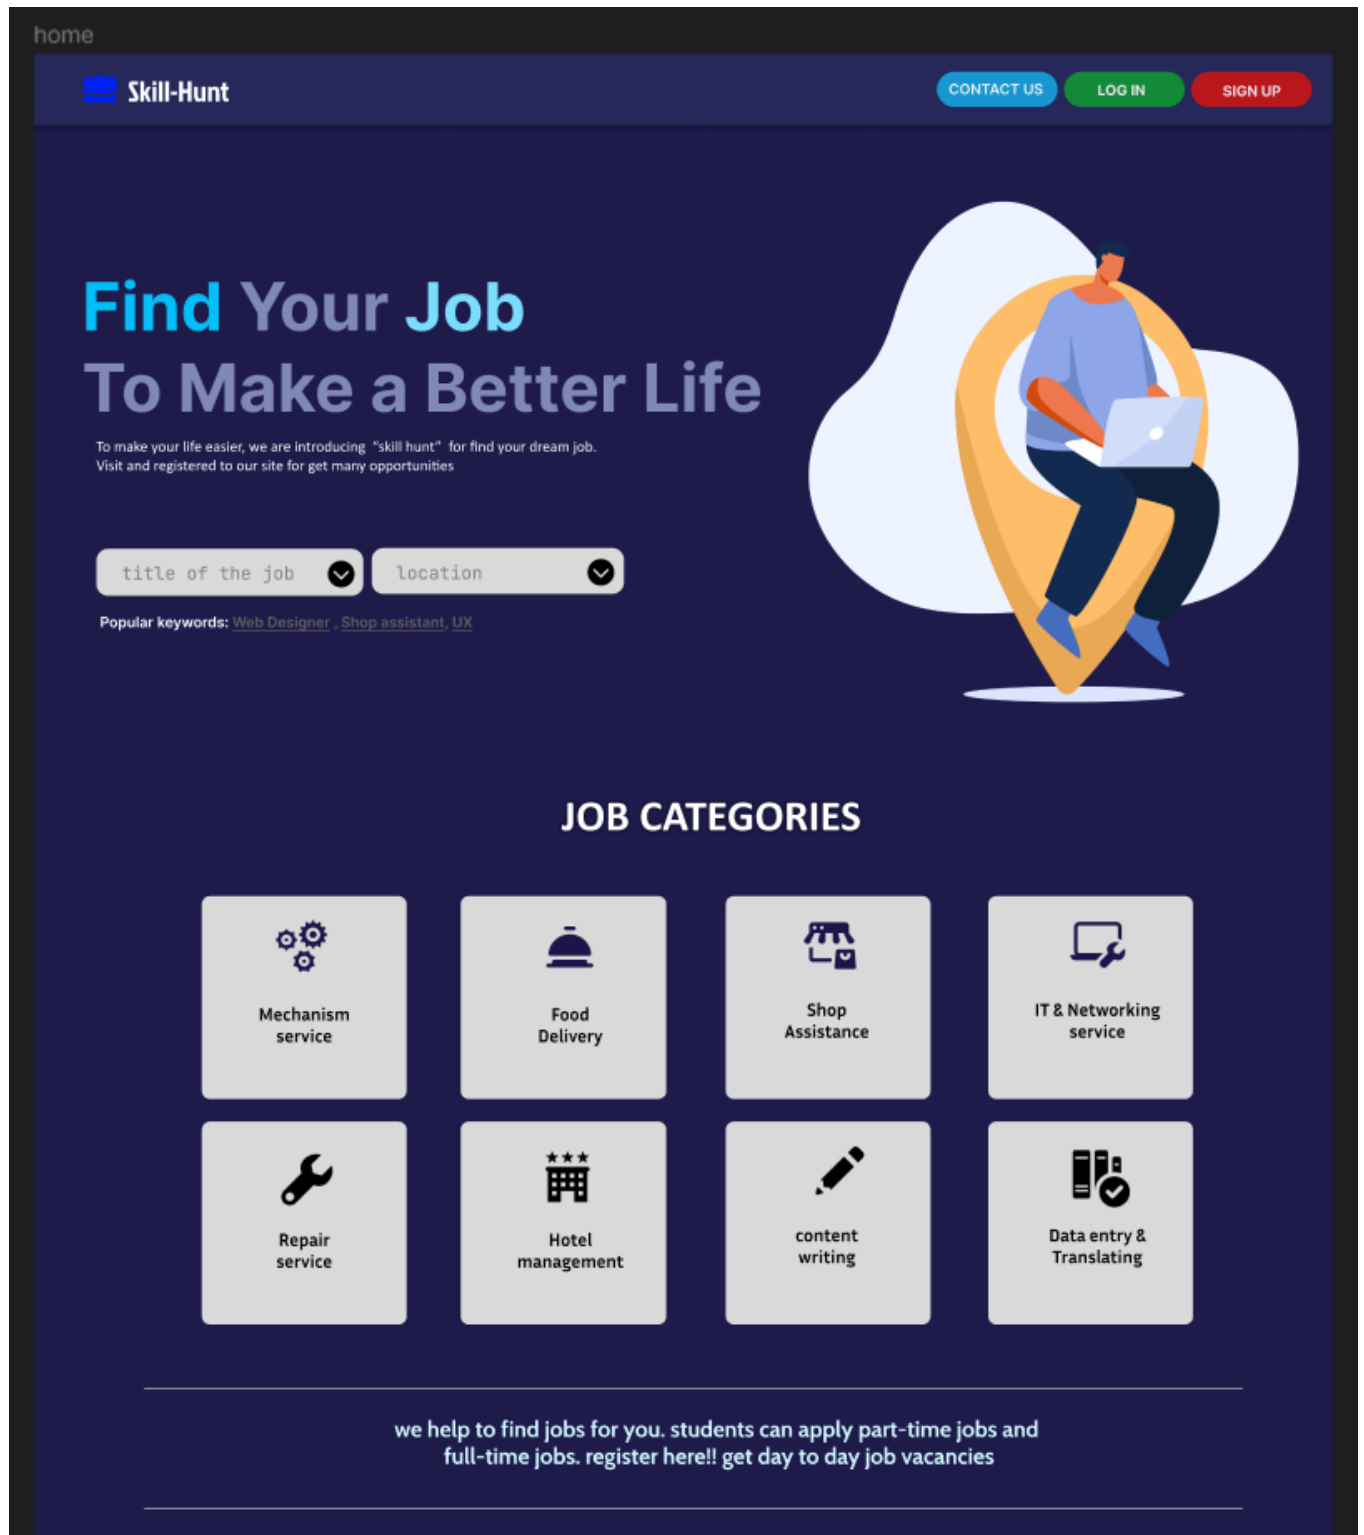 home
Skill-Hunt
CONTACT US
LOG IN
SIGN UP
Find Your Job
To Make a Better Life
To make your life easier, we are introducing "skill hunt" for find your dream job.
Visit and registered to our site for get many opportunities
title of the job
location
Popular keywords: Web Designer , Shop assistant, UX
JOB CATEGORIES
Mechanism
service
Food
Delivery
Shop
Assistance
IT & Networking
service
Repair
service
Hotel
management
content
writing
Data entry &
Translating
we help to find jobs for you. students can apply part-time jobs and
full-time jobs. register here!! get day to day job vacancies